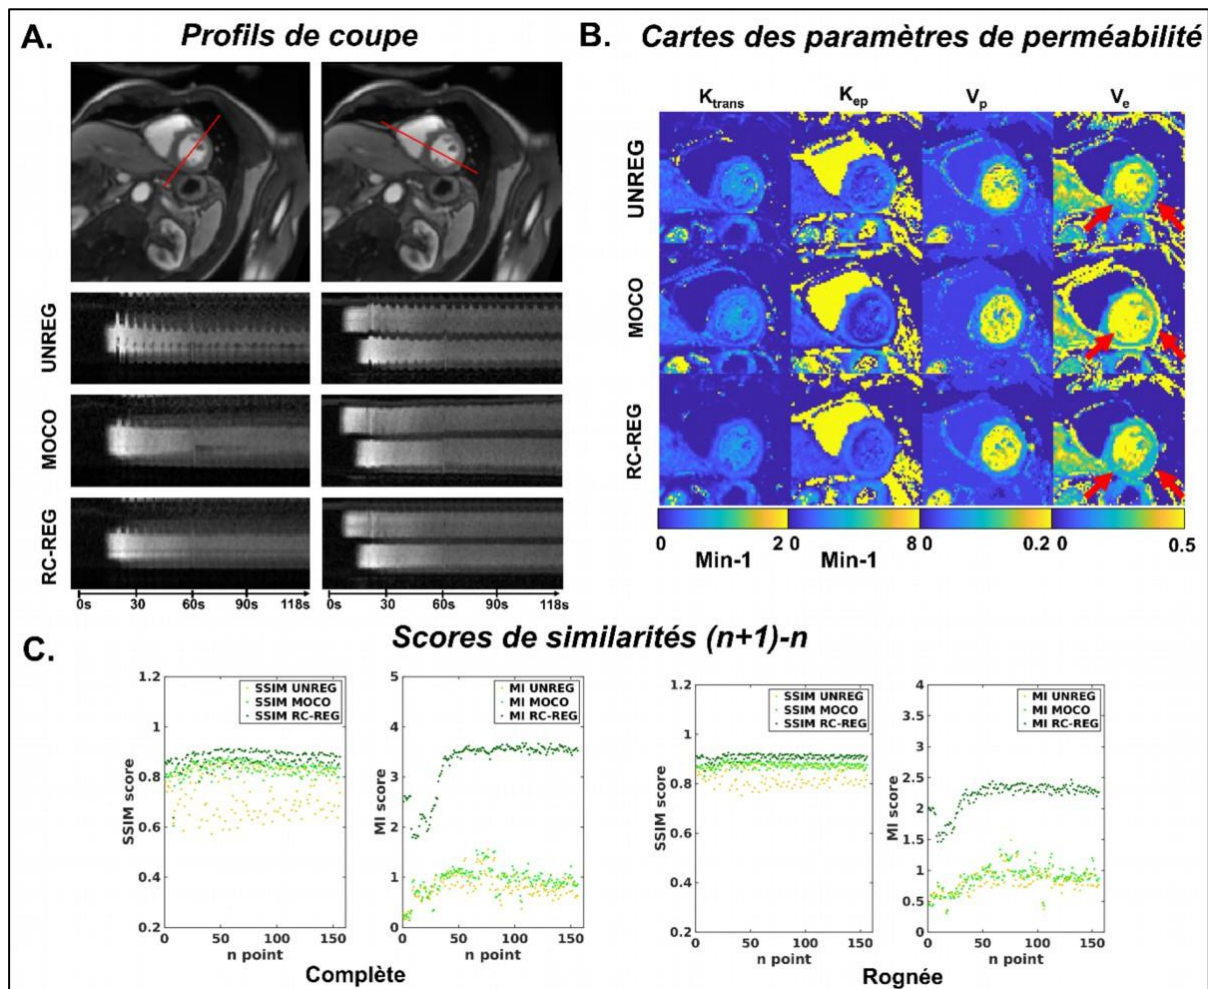 A.
Profils de coupe
UNREG
MOCO
RC-REG
0s 30 60s 90s 118s
0s 30 60s 90s 118s
B.
Cartes des paramètres de perméabilité
Ktrans Kep Vp Ve
UNREG
MOCO
RC-REG
0 2 0 8 0 0.2 0 0.5
Min-1 Min-1
C.
Scores de similarités (n+1)-n
SSIM score
1.2
1
0.8
0.6
0.4
0.2
0 50 100 150
n point
SSIM UNREG
SSIM MOCO
SSIM RC-REG
MI score
5
4
3
2
1
0
0 50 100 150
n point
MI UNREG
MI MOCO
MI RC-REG
Complète
SSIM score
1.2
1
0.8
0.6
0.4
0.2
0 50 100 150
n point
SSIM UNREG
SSIM MOCO
SSIM RC-REG
MI score
4
3.5
3
2.5
2
1.5
1
0.5
0
0 50 100 150
n point
MI UNREG
MI MOCO
MI RC-REG
Rognée